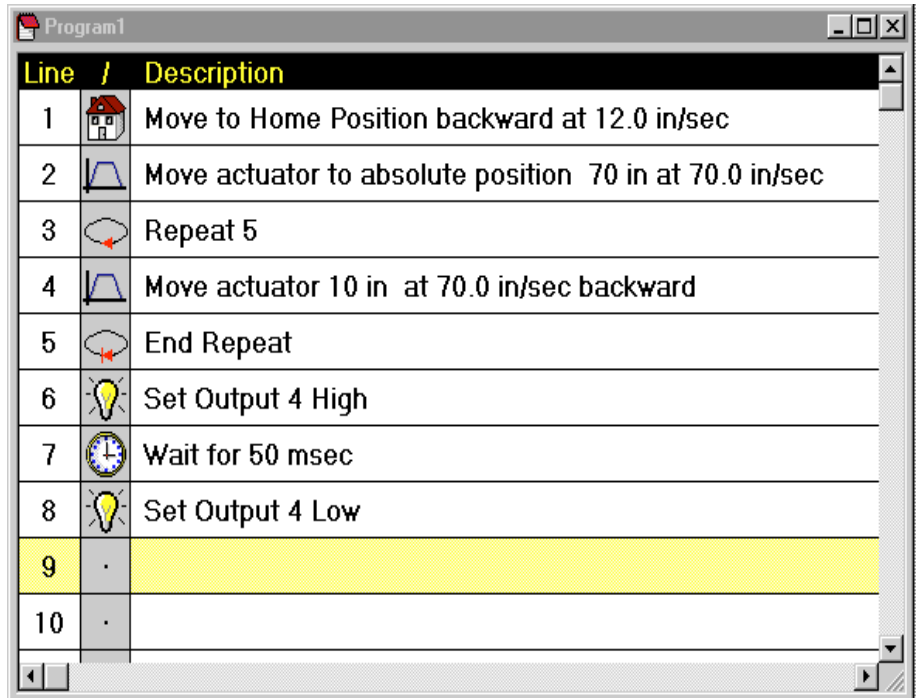 Program1
Line / Description
1 Move to Home Position backward at 12.0 in/sec
2 Move actuator to absolute position 70 in at 70.0 in/sec
3 Repeat 5
4 Move actuator 10 in at 70.0 in/sec backward
5 End Repeat
6 Set Output 4 High
7 Wait for 50 msec
8 Set Output 4 Low
9 ·
10 ·